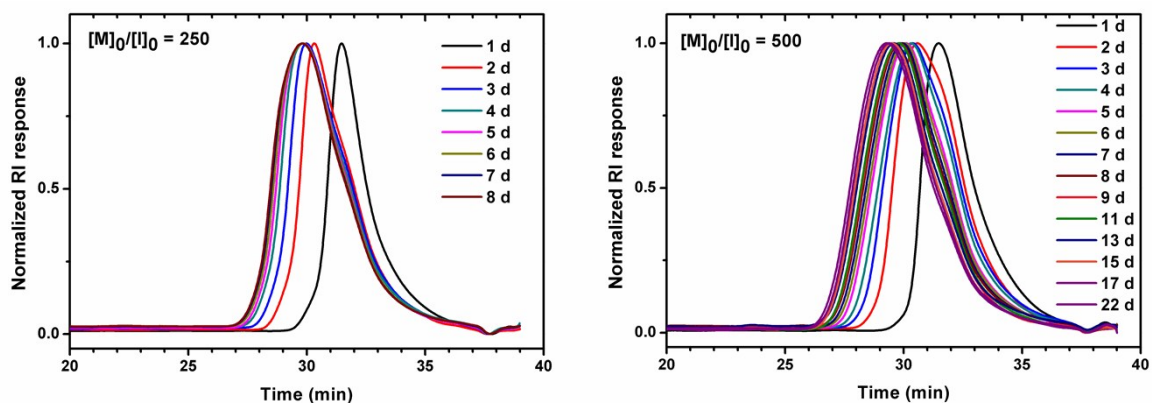 [M]0/[I]0 = 250
1 d
2 d
3 d
4 d
5 d
6 d
7 d
8 d
1.0
0.5
0.0
Normalized RI response
20
25
30
35
40
Time (min)
[M]0/[I]0 = 500
1 d
2 d
3 d
4 d
5 d
6 d
7 d
8 d
9 d
11 d
13 d
15 d
17 d
22 d
1.0
0.5
0.0
Normalized RI response
20
25
30
35
40
Time (min)